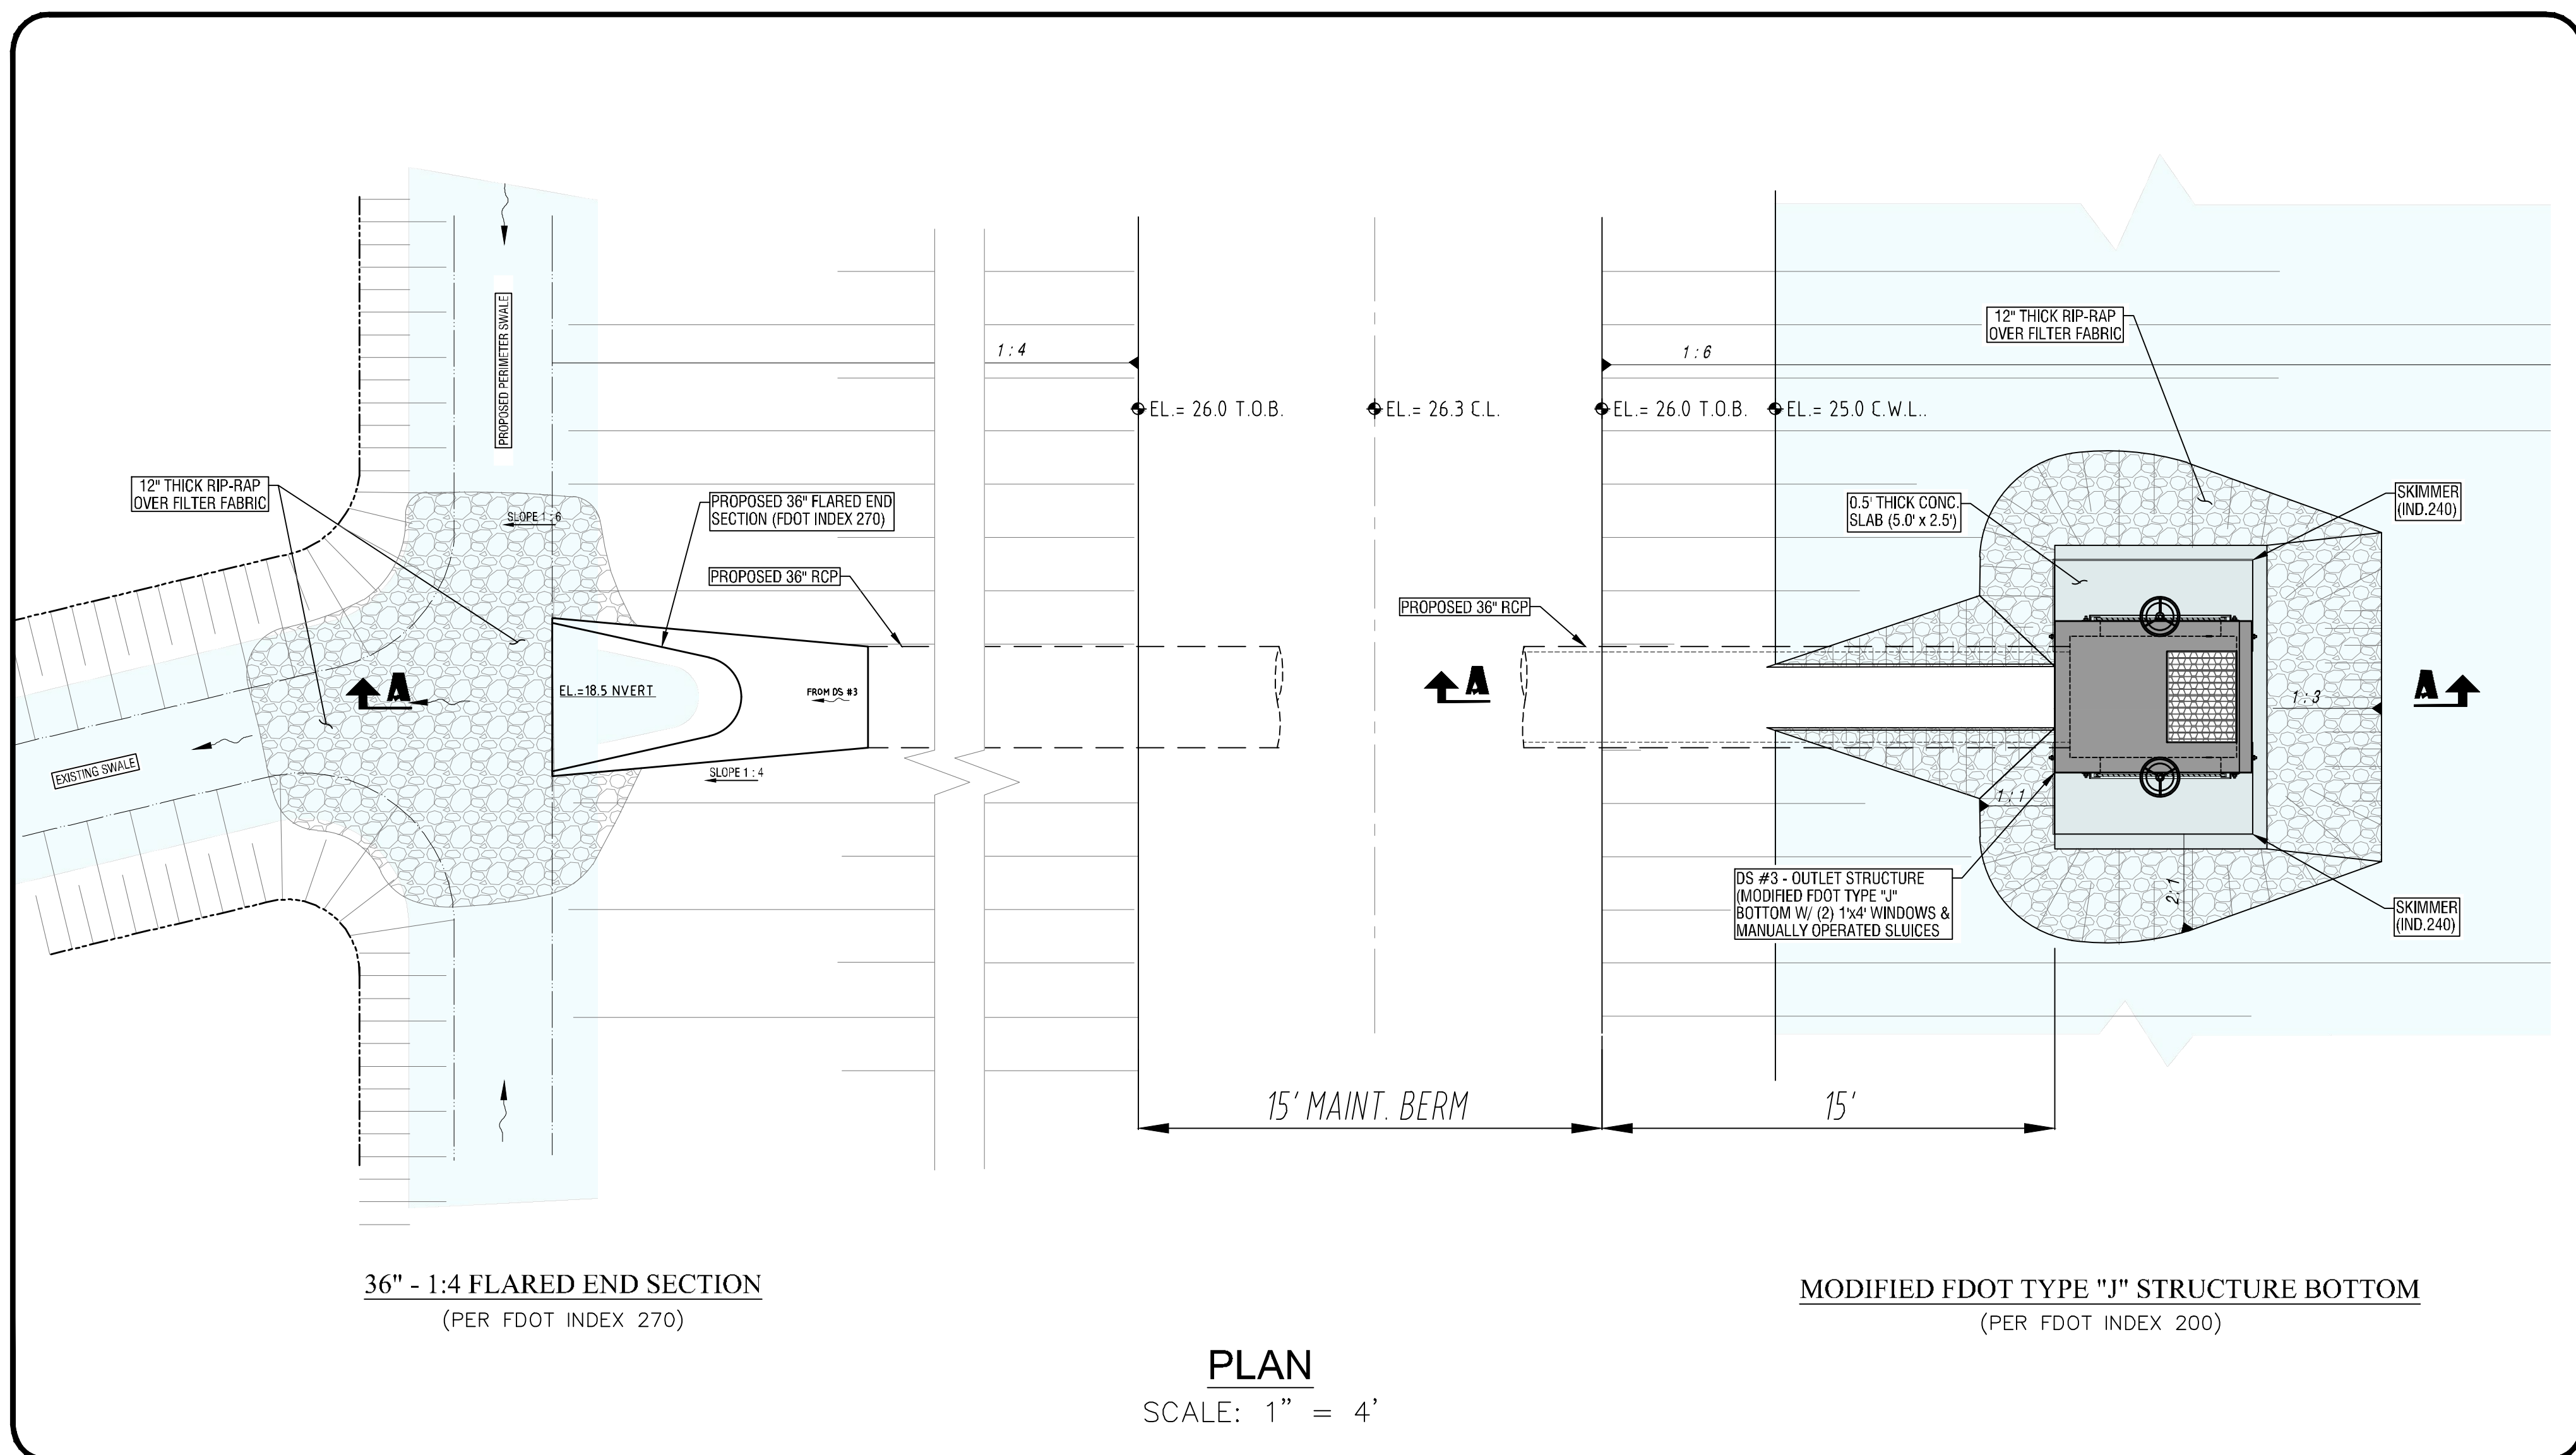 PROPOSED PERIMETER SWALE
12" THICK RIP-RAP
OVER FILTER FABRIC
SLOPE 1 : 6
PROPOSED 36" FLARED END
SECTION (FDOT INDEX 270)
PROPOSED 36" RCP
EL.=18.5 NVERT
FROM DS #3
A
SLOPE 1 : 4
EXISTING SWALE
1 : 4
1 : 6
EL.= 26.0 T.O.B.
EL.= 26.3 C.L.
EL.= 26.0 T.O.B.
EL.= 25.0 C.W.L..
12" THICK RIP-RAP
OVER FILTER FABRIC
0.5' THICK CONC.
SLAB (5.0' x 2.5')
SKIMMER
(IND.240)
PROPOSED 36" RCP
A
1 : 3
A
1 : 1
DS #3 - OUTLET STRUCTURE
(MODIFIED FDOT TYPE "J"
BOTTOM W/ (2) 1'x4' WINDOWS &
MANUALLY OPERATED SLUICES
2:1
SKIMMER
(IND.240)
15' MAINT. BERM
15'
36" - 1:4 FLARED END SECTION
(PER FDOT INDEX 270)
MODIFIED FDOT TYPE "J" STRUCTURE BOTTOM
(PER FDOT INDEX 200)
PLAN
SCALE: 1" = 4'